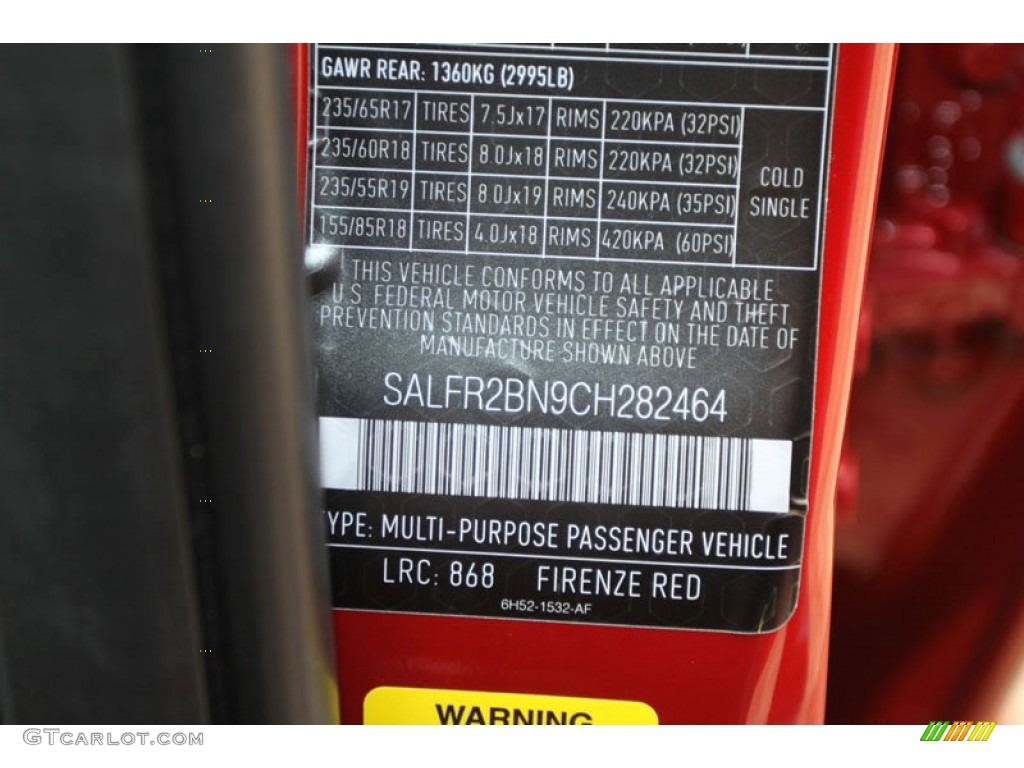 GAWR REAR: 1360KG (2995LB)
235/65R17 TIRES 7.5Jx17 RIMS 220KPA (32PSI)
235/60R18 TIRES 8.0Jx18 RIMS 220KPA (32PSI)
235/55R19 TIRES 8.0Jx19 RIMS 240KPA (35PSI)
155/85R18 TIRES 4.0Jx18 RIMS 420KPA (60PSI)
COLD
SINGLE
THIS VEHICLE CONFORMS TO ALL APPLICABLE
U.S. FEDERAL MOTOR VEHICLE SAFETY AND THEFT
PREVENTION STANDARDS IN EFFECT ON THE DATE OF
MANUFACTURE SHOWN ABOVE
SALFR2BN9CH282464
TYPE: MULTI-PURPOSE PASSENGER VEHICLE
LRC: 868 FIRENZE RED
6H52-1532-AF
WARNING
GTCarlot.com